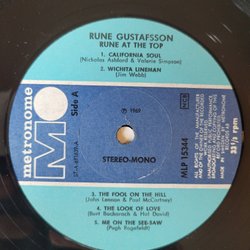 RUNE GUSTAFSSON
RUNE AT THE TOP
1. CALIFORNIA SOUL
(Nickolas Ashford & Valerie Simpson)
2. WICHITA LINEMAN
(Jim Webb)
metronome
Side A
Ⓟ 1969
NCB
STEREO-MONO
MLP 15344
33⅓ rpm
3. THE FOOL ON THE HILL
(John Lennon & Paul McCartney)
4. THE LOOK OF LOVE
(Burt Bacharach & Hal David)
5. ME ON THE SEE-SAW
(Pugh Rogefeldt)